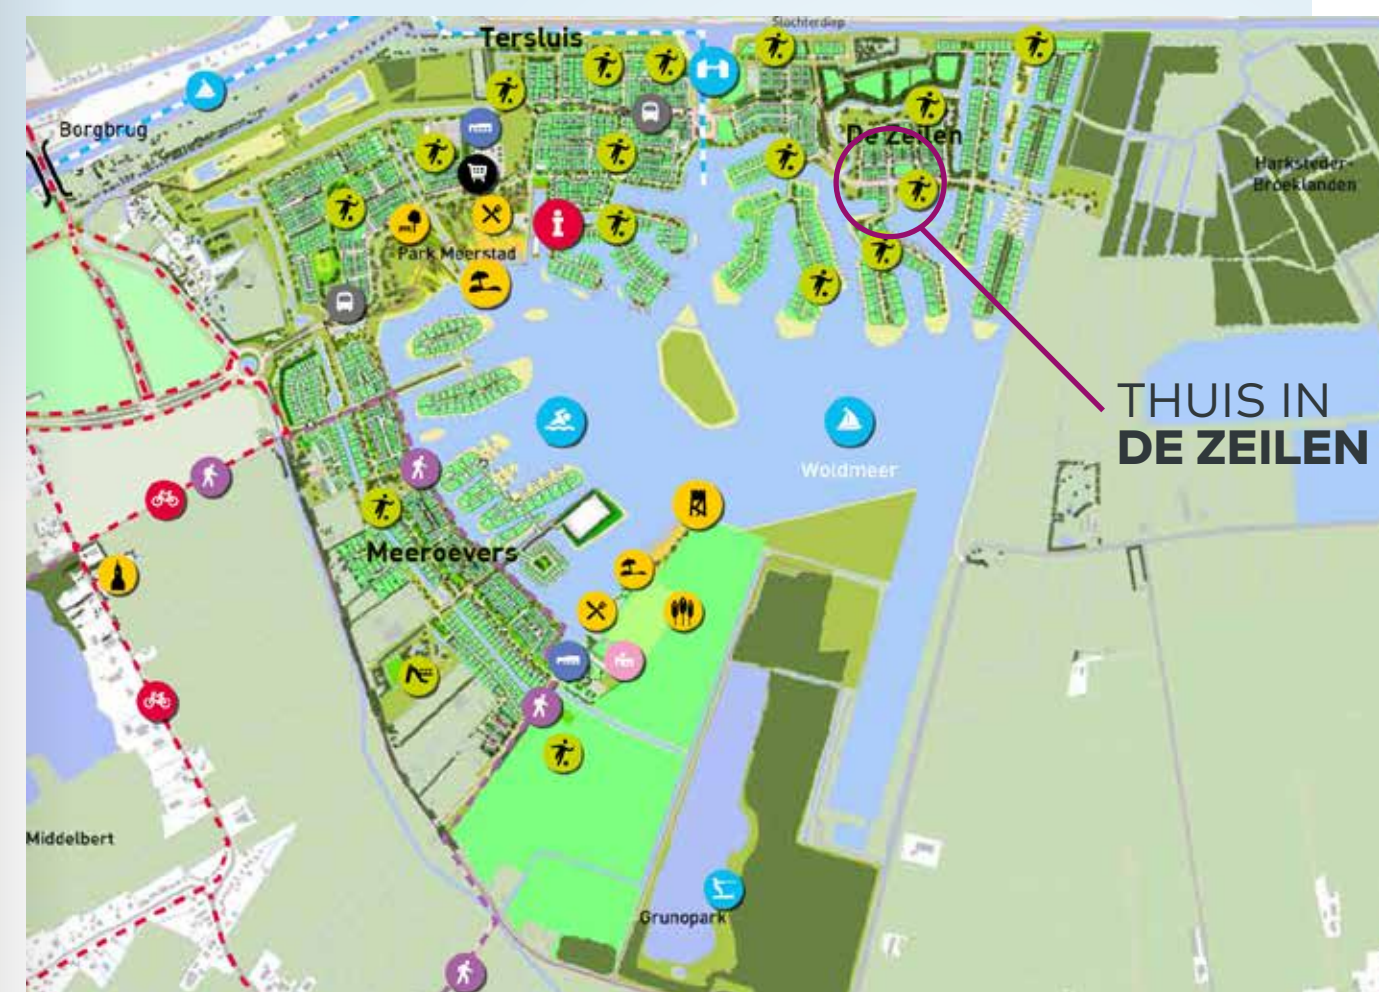 Slochterdiep
Tersluis
Borgbrug
De Zeilen
Harksteder-
Broeklanden
Park Meerstad
THUIS IN
DE ZEILEN
Woldmeer
Meeroevers
Middelbert
Grunopark